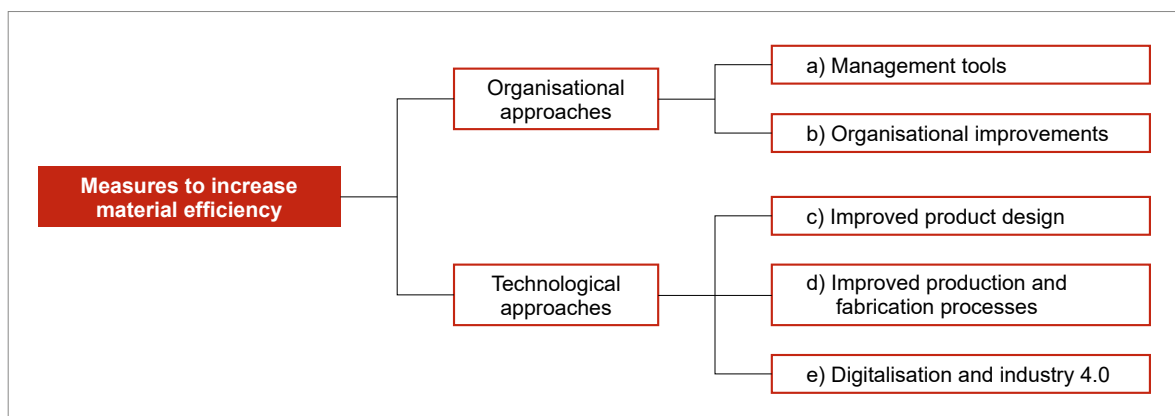 Measures to increase
material efficiency
Organisational
approaches
a) Management tools
b) Organisational improvements
Technological
approaches
c) Improved product design
d) Improved production and
fabrication processes
e) Digitalisation and industry 4.0